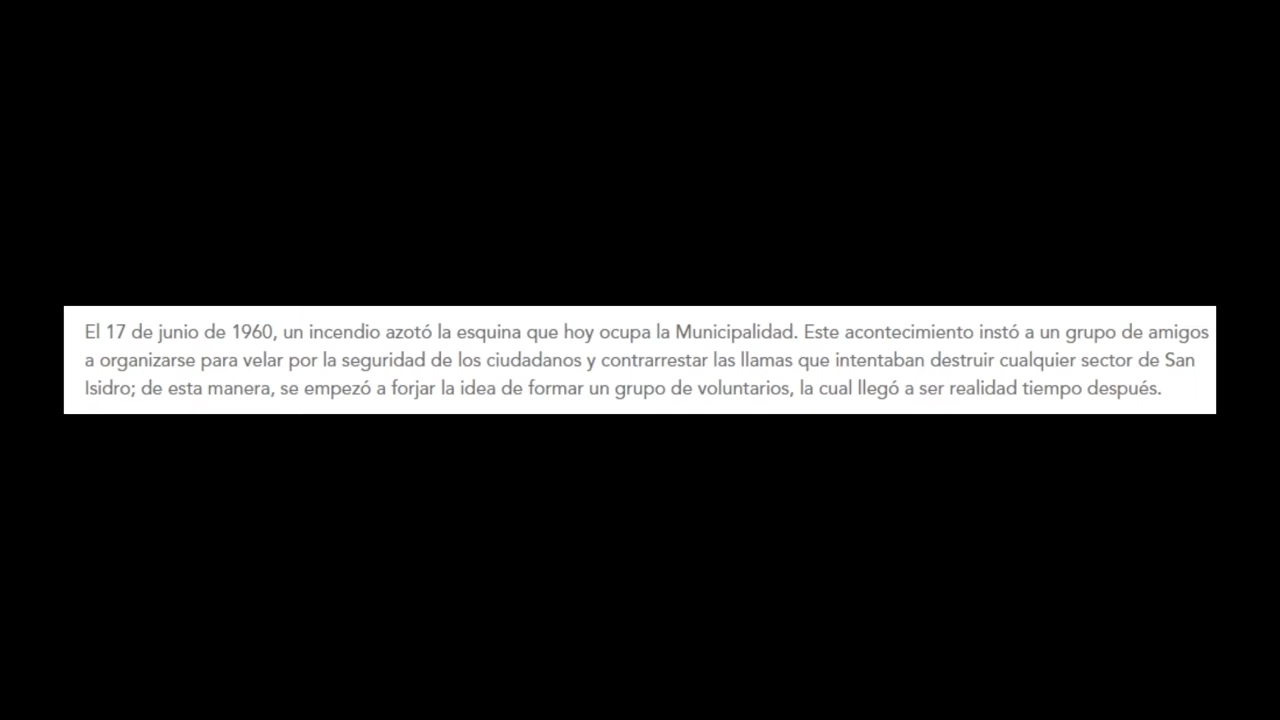 El 17 de junio de 1960, un incendio azotó la esquina que hoy ocupa la Municipalidad. Este acontecimiento instó a un grupo de amigos
a organizarse para velar por la seguridad de los ciudadanos y contrarrestar las llamas que intentaban destruir cualquier sector de San
Isidro; de esta manera, se empezó a forjar la idea de formar un grupo de voluntarios, la cual llegó a ser realidad tiempo después.